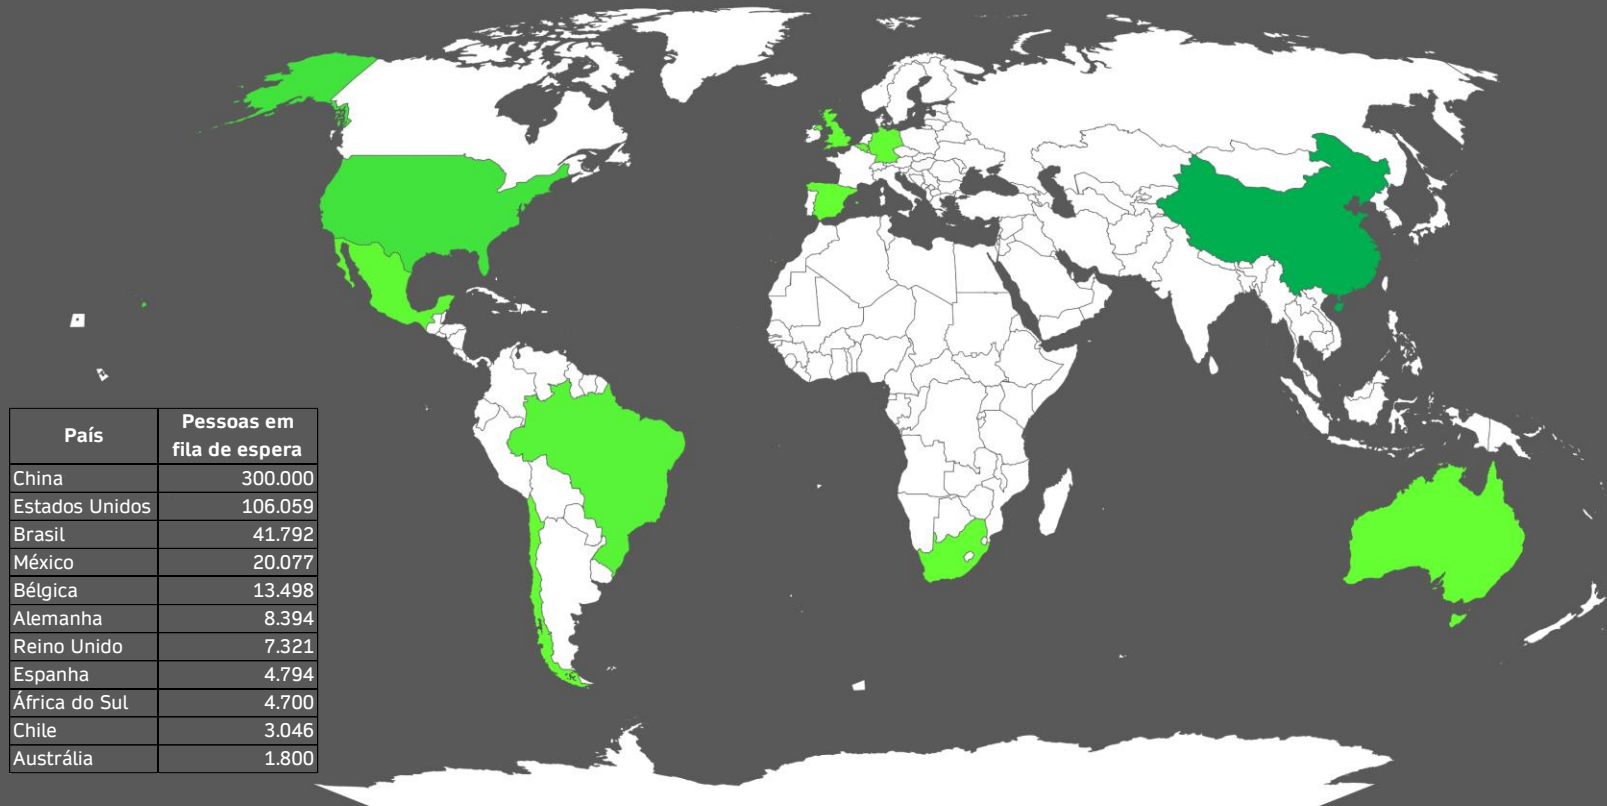 País Pessoas em fila de espera
China 300.000
Estados Unidos 106.059
Brasil 41.792
México 20.077
Bélgica 13.498
Alemanha 8.394
Reino Unido 7.321
Espanha 4.794
África do Sul 4.700
Chile 3.046
Austrália 1.800